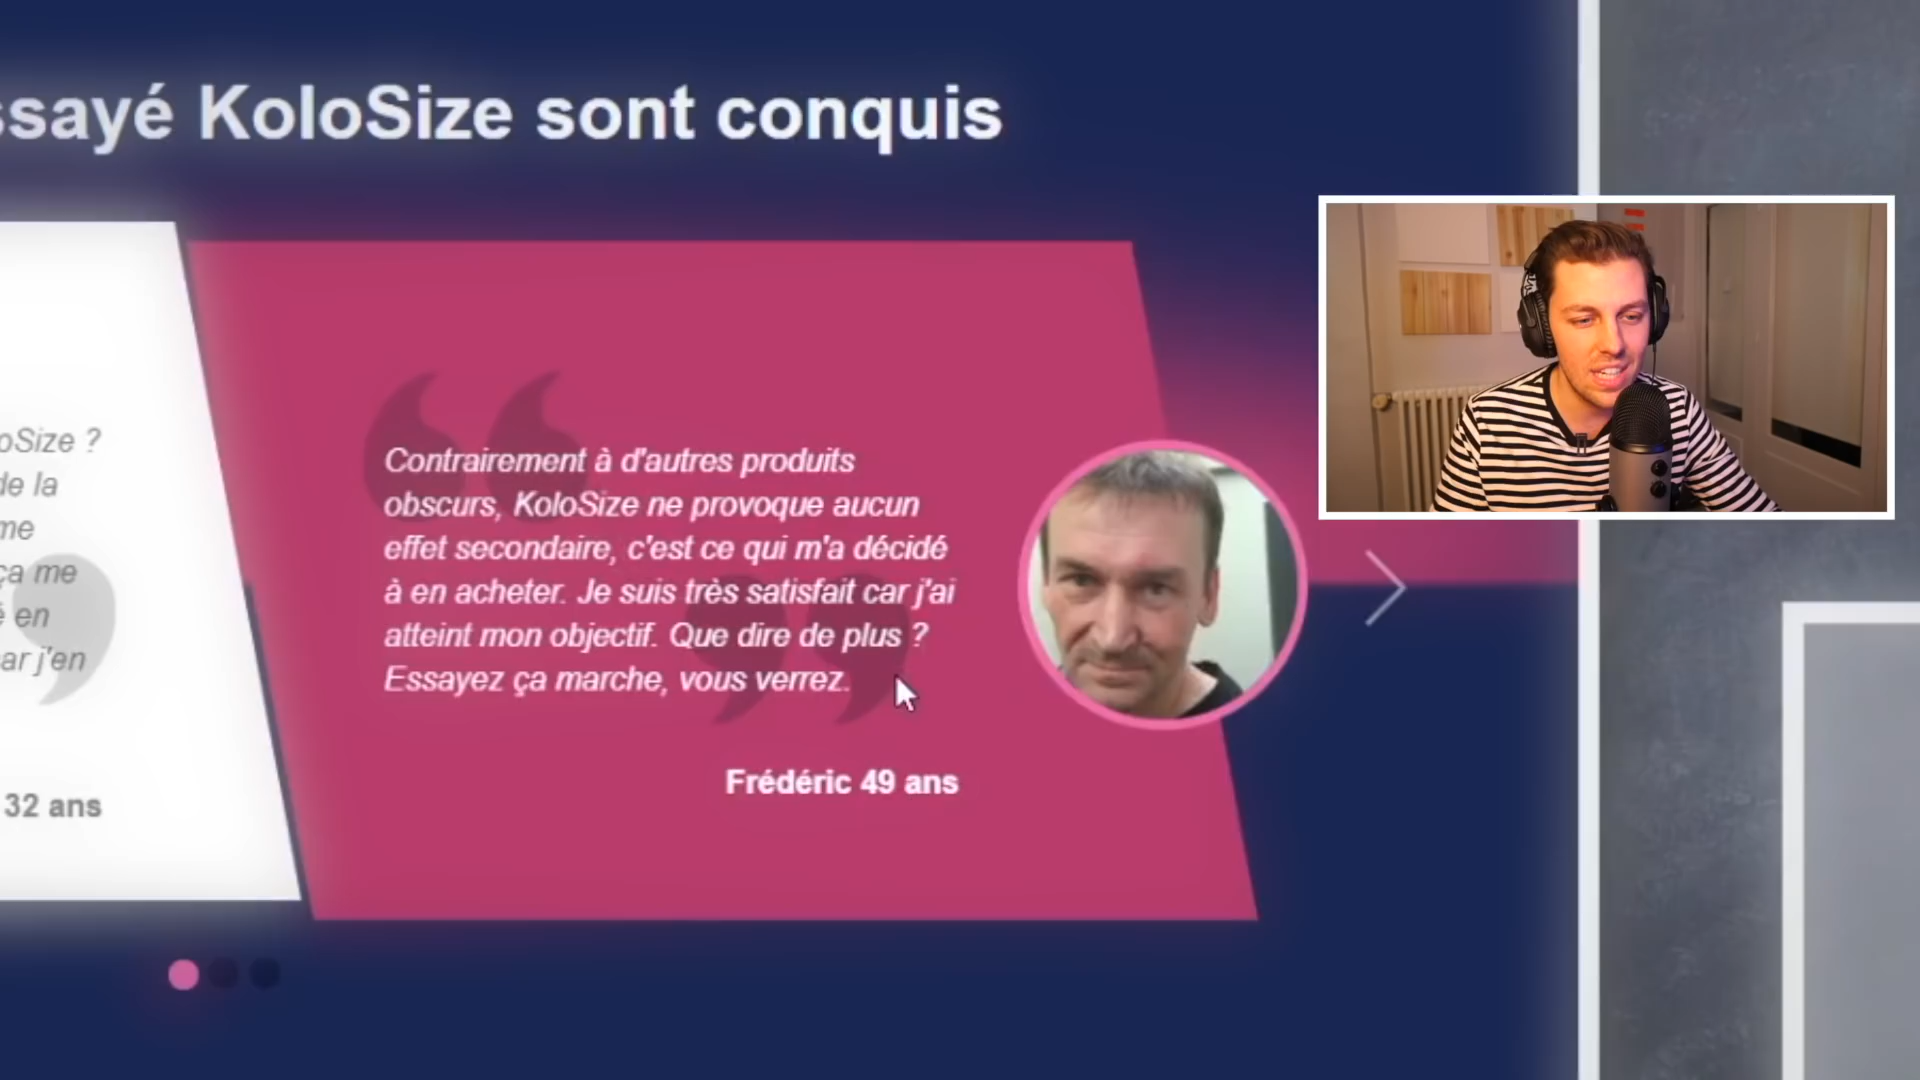 ssayé KoloSize sont conquis
oSize ?
de la
me
ça me
é en
ar j'en
32 ans
Contrairement à d'autres produits
obscurs, KoloSize ne provoque aucun
effet secondaire, c'est ce qui m'a décidé
à en acheter. Je suis très satisfait car j'ai
atteint mon objectif. Que dire de plus ?
Essayez ça marche, vous verrez.
Frédéric 49 ans